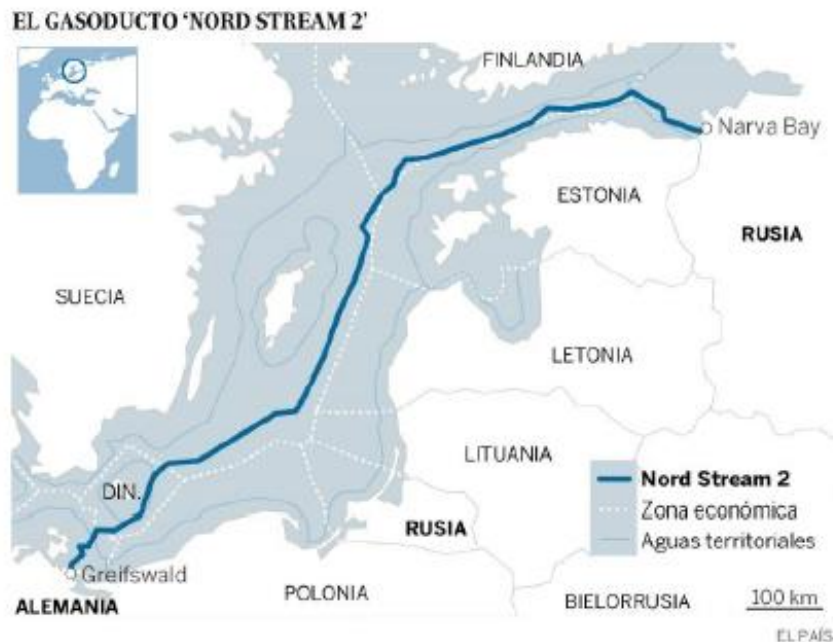 EL GASODUCTO ‘NORD STREAM 2’
FINLANDIA
Narva Bay
ESTONIA
RUSIA
SUECIA
LETONIA
LITUANIA
DIN.
RUSIA
Nord Stream 2
Zona económica
Aguas territoriales
Greifswald
ALEMANIA
POLONIA
BIELORRUSIA
100 km
EL PAÍS